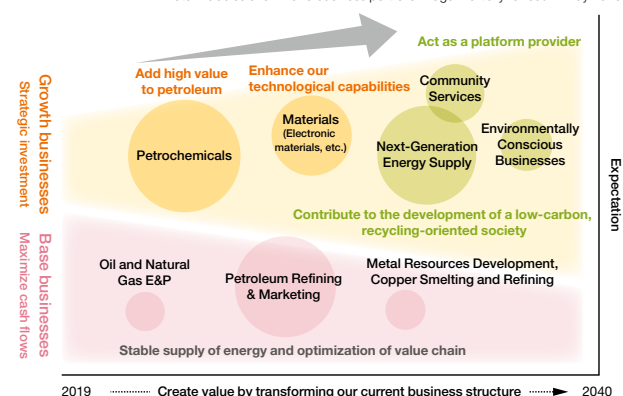 Act as a platform provider
Add high value
to petroleum
Enhance our
technological capabilities
Community
Services
Materials
(Electronic
materials, etc.)
Petrochemicals
Next-Generation
Energy Supply
Environmentally
Conscious
Businesses
Growth businesses
Strategic investment
Expectation
Contribute to the development of a low-carbon,
recycling-oriented society
Base businesses
Maximize cash flows
Oil and Natural
Gas E&P
Petroleum Refining
& Marketing
Metal Resources Development,
Copper Smelting and Refining
Stable supply of energy and optimization of value chain
2019 Create value by transforming our current business structure 2040